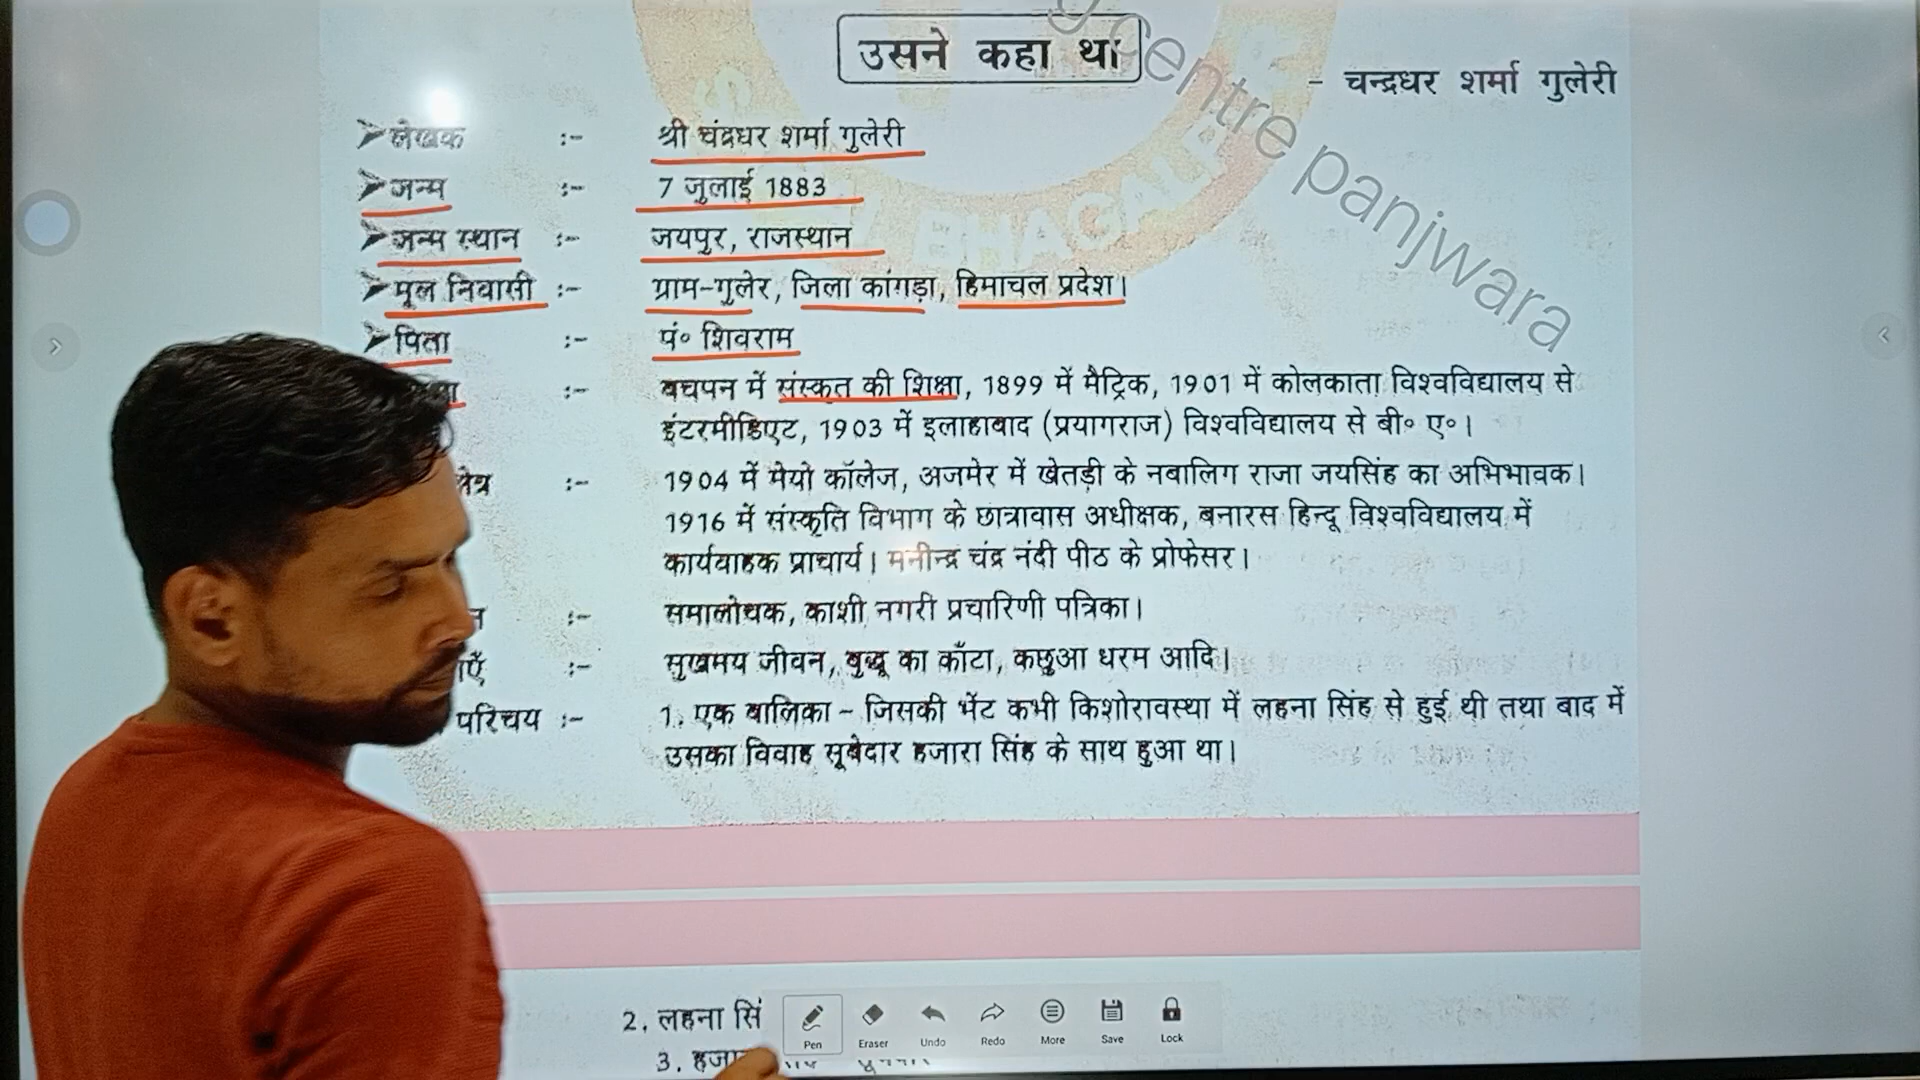 उसने कहा था
- चन्द्रधर शर्मा गुलेरी
centre panjwara
BHAGALP
➤लेखक :- श्री चंद्रधर शर्मा गुलेरी
➤जन्म :- 7 जुलाई 1883
➤जन्म स्थान :- जयपुर, राजस्थान
➤मूल निवासी :- ग्राम-गुलेर, जिला कांगड़ा, हिमाचल प्रदेश।
➤पिता :- पं॰ शिवराम
:- बचपन में संस्कृत की शिक्षा, 1899 में मैट्रिक, 1901 में कोलकाता विश्वविद्यालय से
इंटरमीडिएट, 1903 में इलाहाबाद (प्रयागराज) विश्वविद्यालय से बी॰ ए॰।
:- 1904 में मेयो कॉलेज, अजमेर में खेतड़ी के नबालिग राजा जयसिंह का अभिभावक।
1916 में संस्कृति विभाग के छात्रावास अधीक्षक, बनारस हिन्दू विश्वविद्यालय में
कार्यवाहक प्राचार्य। मनीन्द्र चंद्र नंदी पीठ के प्रोफेसर।
:- समालोचक, काशी नगरी प्रचारिणी पत्रिका।
:- सुखमय जीवन, बुद्धू का काँटा, कछुआ धरम आदि।
परिचय :- 1. एक बालिका - जिसकी भेंट कभी किशोरावस्था में लहना सिंह से हुई थी तथा बाद में
उसका विवाह सूबेदार हजारा सिंह के साथ हुआ था।
2. लहना सिं
3. हजा
Pen Eraser Undo Redo More Save Lock